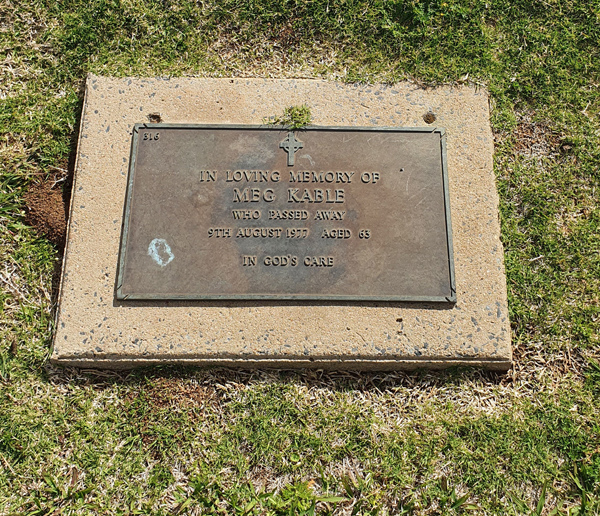 316
IN LOVING MEMORY OF
MEG KABLE
WHO PASSED AWAY
9TH AUGUST 1977 AGED 63
IN GOD'S CARE